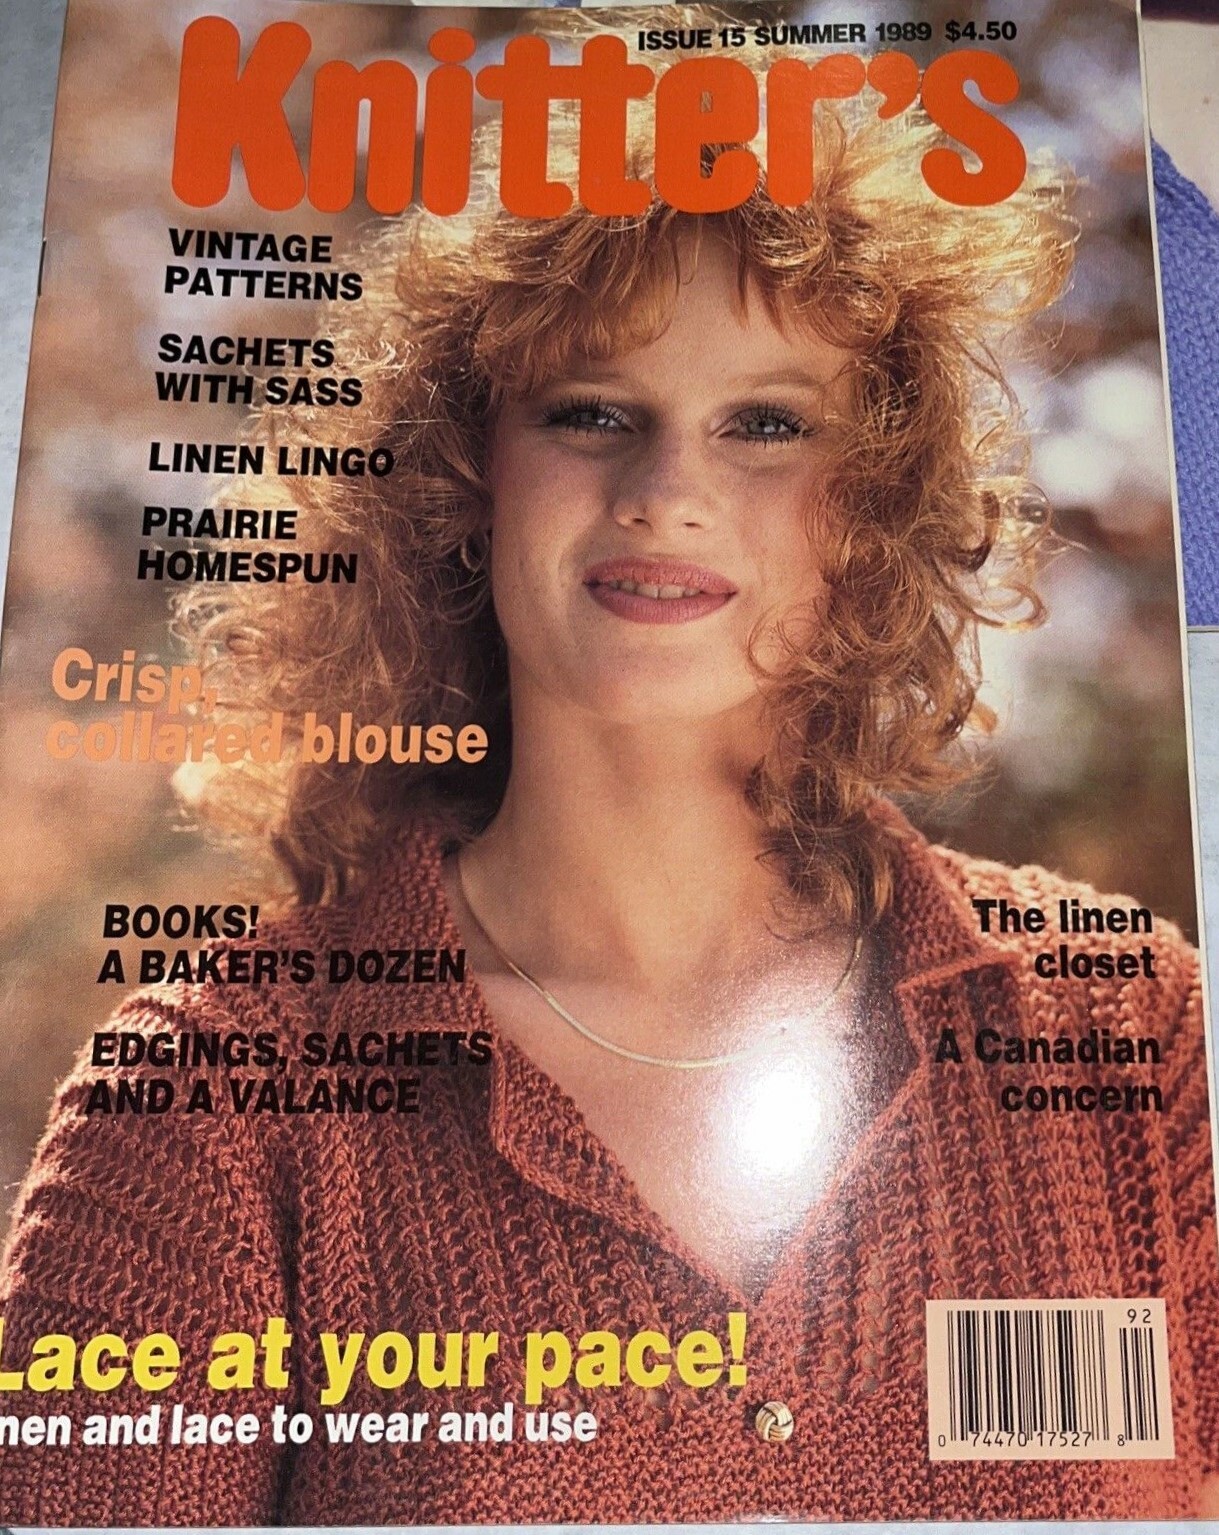 ISSUE 15 SUMMER 1989 $4.50
Knitter's
VINTAGE
PATTERNS
SACHETS
WITH SASS
LINEN LINGO
PRAIRIE
HOMESPUN
Crisp,
collared blouse
BOOKS!
A BAKER'S DOZEN
EDGINGS, SACHETS
AND A VALANCE
The linen
closet
A Canadian
concern
Lace at your pace!
nen and lace to wear and use
92
0 74470 17527 8